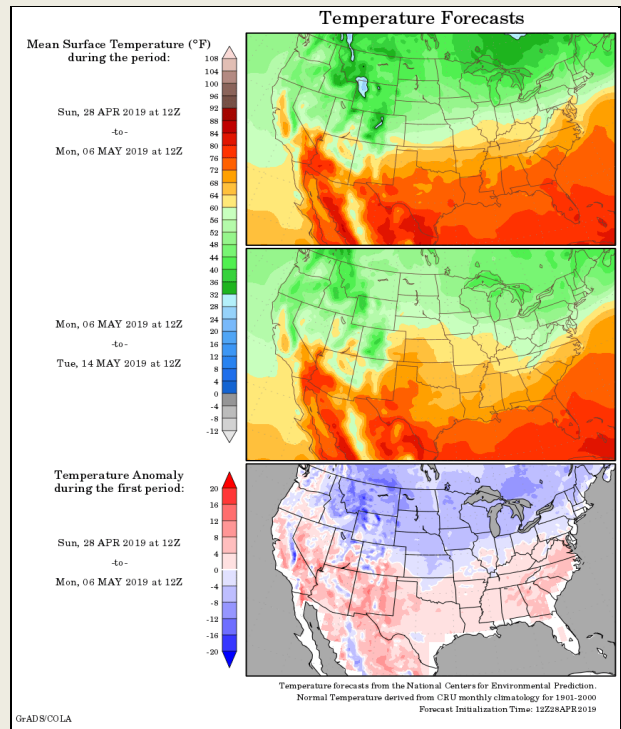 Temperature Forecasts
Mean Surface Temperature (°F)
during the period:
Sun, 28 APR 2019 at 12Z
-to-
Mon, 06 MAY 2019 at 12Z
108
104
100
96
92
88
84
80
76
72
68
64
60
56
52
48
44
40
36
32
28
24
20
16
12
8
4
0
-4
-8
-12
Mon, 06 MAY 2019 at 12Z
-to-
Tue, 14 MAY 2019 at 12Z
Temperature Anomaly
during the first period:
Sun, 28 APR 2019 at 12Z
-to-
Mon, 06 MAY 2019 at 12Z
20
16
12
8
4
0
-4
-8
-12
-16
-20
Temperature forecasts from the National Centers for Environmental Prediction.
Normal Temperature derived from CRU monthly climatology for 1901-2000
Forecast Initialization Time: 12Z28APR2019
GrADS/COLA